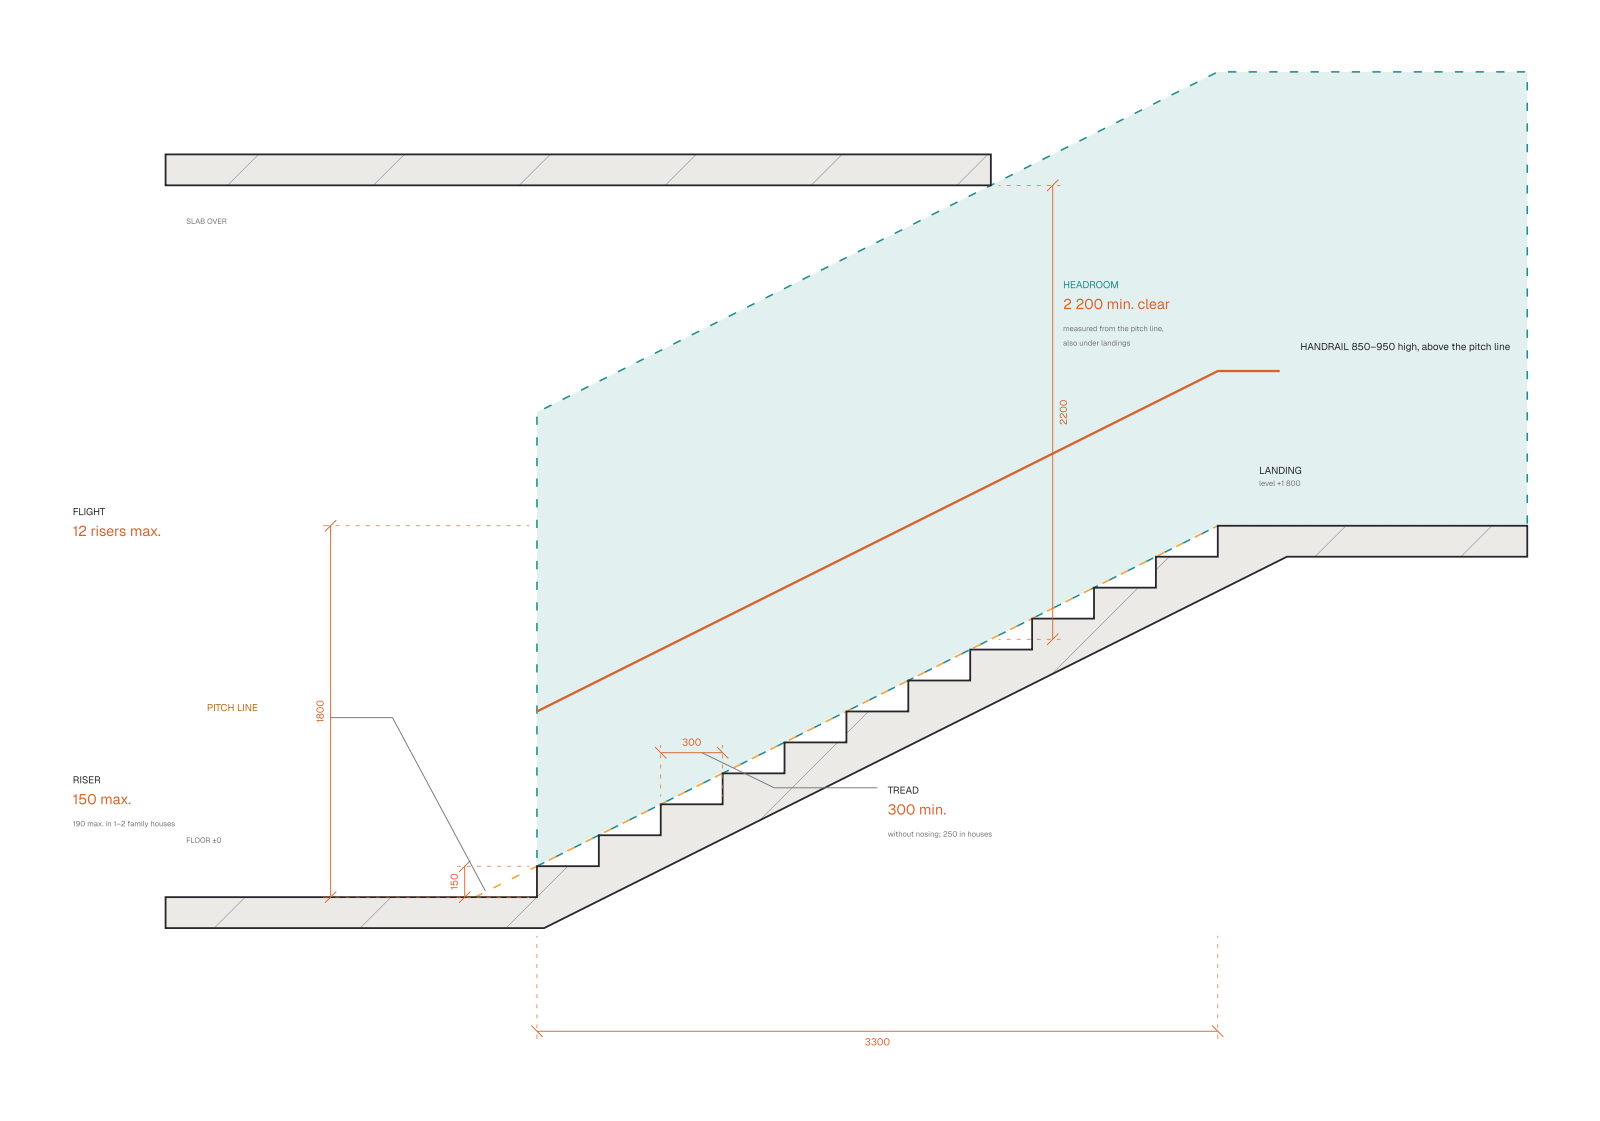 SLAB OVER
HEADROOM
2 200 min. clear
measured from the pitch line,
also under landings
HANDRAIL 850–950 high, above the pitch line
2200
LANDING
level +1 800
FLIGHT
12 risers max.
PITCH LINE
1800
300
RISER
150 max.
190 max. in 1–2 family houses
FLOOR ±0
TREAD
300 min.
without nosing; 250 in houses
150
3300